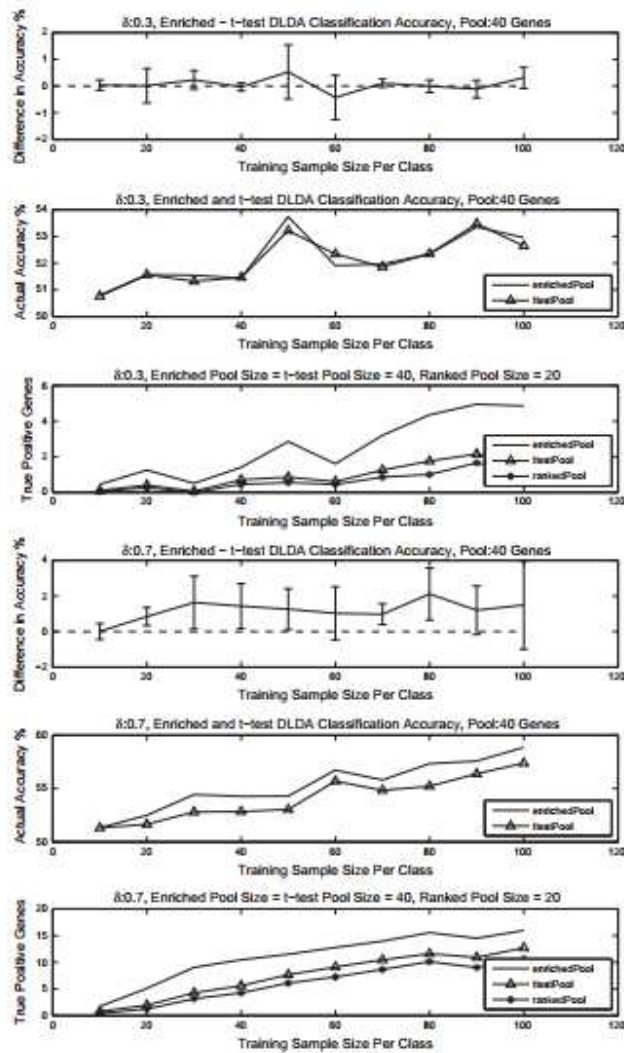 δ:0.3, Enriched – t-test DLDA Classification Accuracy, Pool:40 Genes
Difference in Accuracy %
2
1
0
−1
−2
0 20 40 60 80 100 120
Training Sample Size Per Class
δ:0.3, Enriched and t-test DLDA Classification Accuracy, Pool:40 Genes
Actual Accuracy %
54
53
52
51
50
enrichedPool
ttestPool
0 20 40 60 80 100 120
Training Sample Size Per Class
δ:0.3, Enriched Pool Size = t-test Pool Size = 40, Ranked Pool Size = 20
True Positive Genes
6
4
2
0
enrichedPool
ttestPool
rankedPool
0 20 40 60 80 100 120
Training Sample Size Per Class
δ:0.7, Enriched – t-test DLDA Classification Accuracy, Pool:40 Genes
Difference in Accuracy %
4
2
0
−2
0 20 40 60 80 100 120
Training Sample Size Per Class
δ:0.7, Enriched and t-test DLDA Classification Accuracy, Pool:40 Genes
Actual Accuracy %
60
55
50
enrichedPool
ttestPool
0 20 40 60 80 100 120
Training Sample Size Per Class
δ:0.7, Enriched Pool Size = t-test Pool Size = 40, Ranked Pool Size = 20
True Positive Genes
20
15
10
5
0
enrichedPool
ttestPool
rankedPool
0 20 40 60 80 100 120
Training Sample Size Per Class